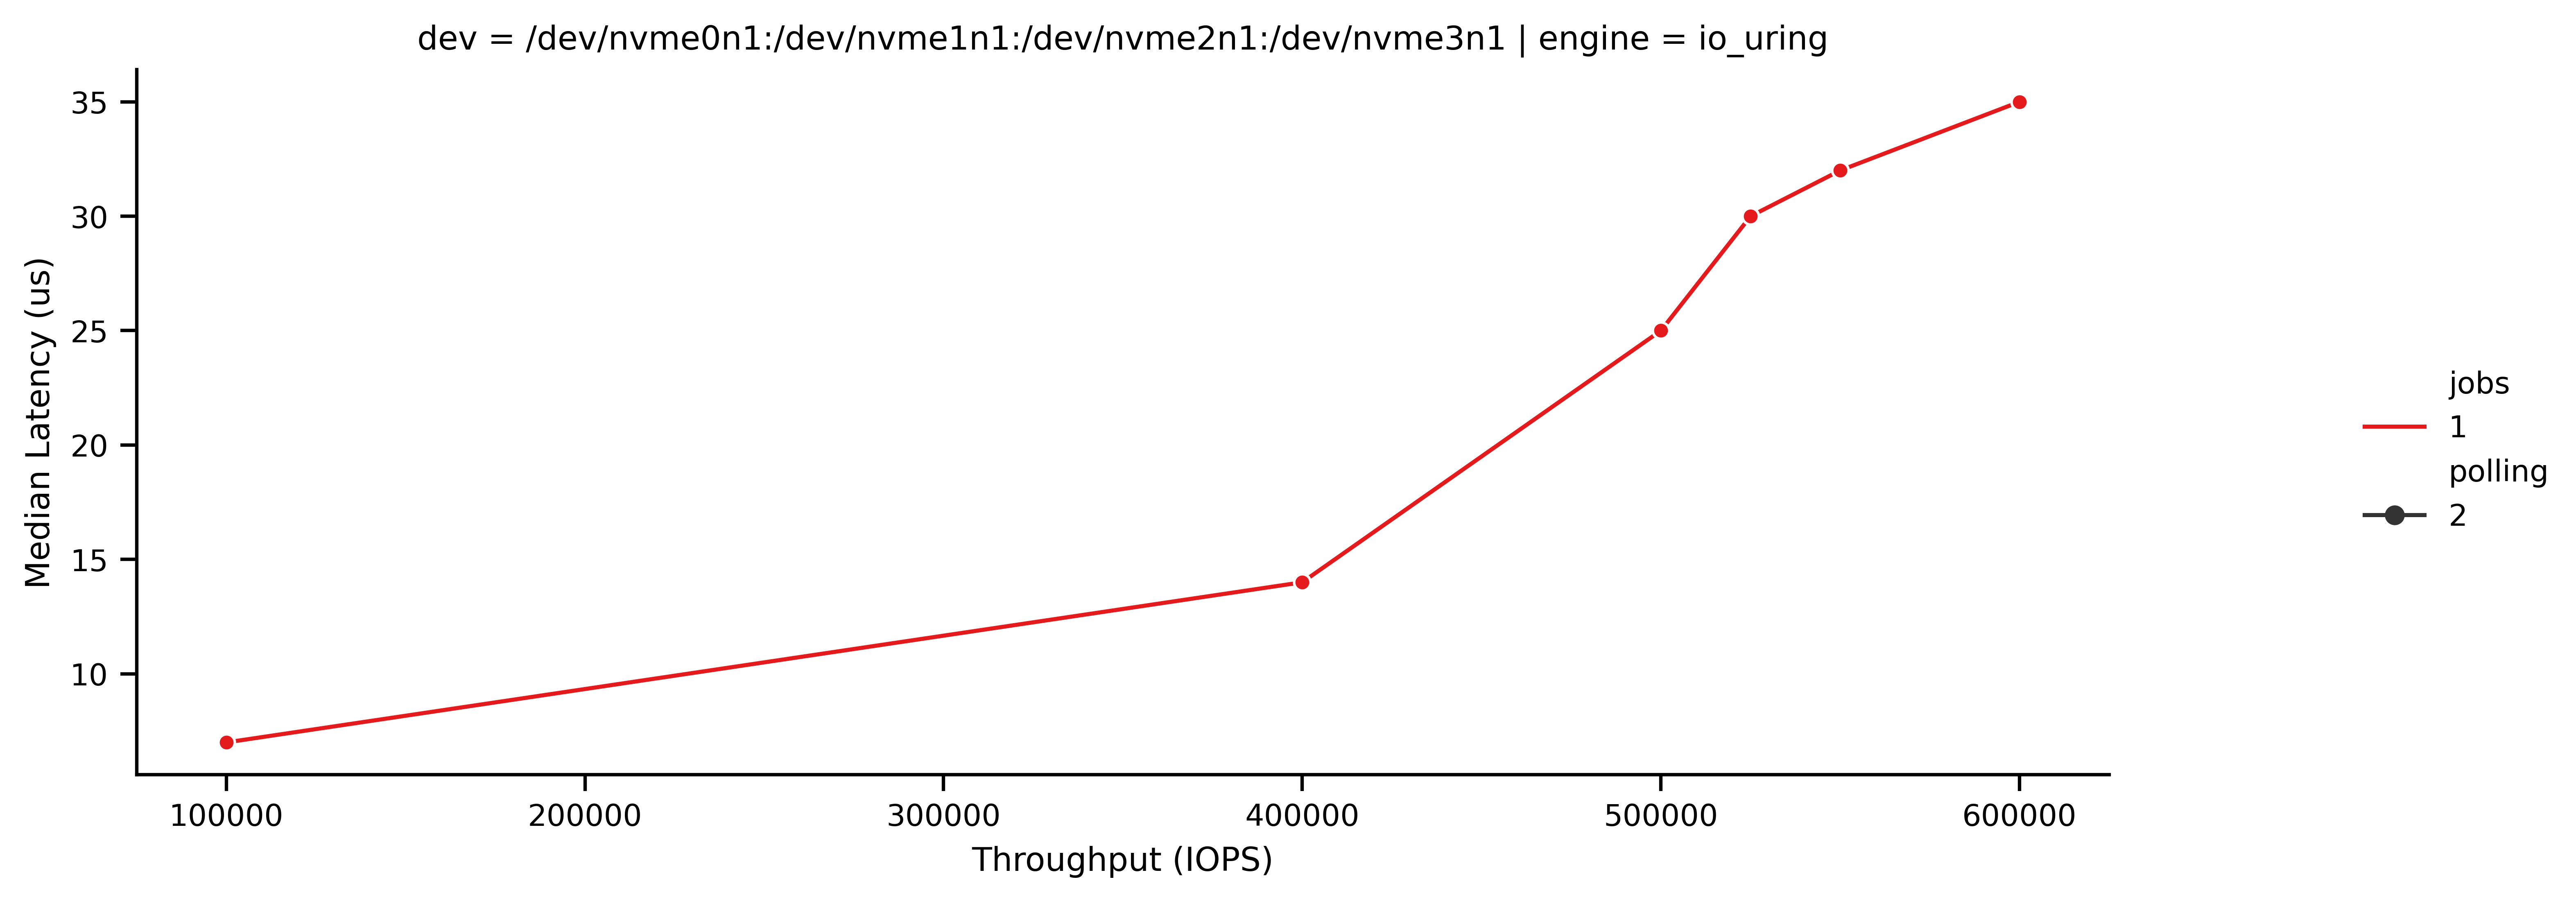 dev = /dev/nvme0n1:/dev/nvme1n1:/dev/nvme2n1:/dev/nvme3n1 | engine = io_uring
35
30
25
20
15
10
Median Latency (us)
100000 200000 300000 400000 500000 600000
Throughput (IOPS)
jobs
1
polling
2